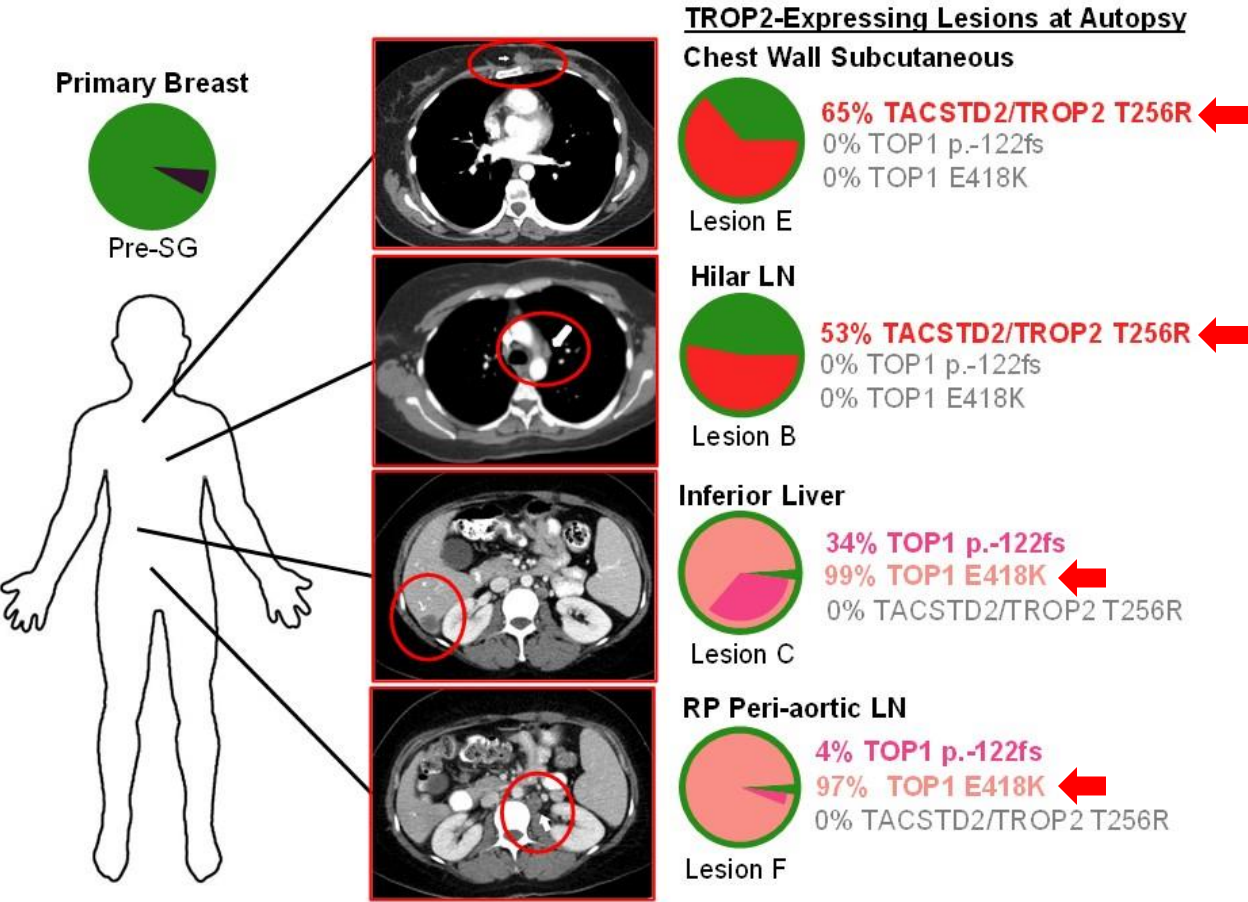 TROP2-Expressing Lesions at Autopsy
Primary Breast
Pre-SG
Chest Wall Subcutaneous
65% TACSTD2/TROP2 T256R
0% TOP1 p.-122fs
0% TOP1 E418K
Lesion E
Hilar LN
53% TACSTD2/TROP2 T256R
0% TOP1 p.-122fs
0% TOP1 E418K
Lesion B
Inferior Liver
34% TOP1 p.-122fs
99% TOP1 E418K
0% TACSTD2/TROP2 T256R
Lesion C
RP Peri-aortic LN
4% TOP1 p.-122fs
97% TOP1 E418K
0% TACSTD2/TROP2 T256R
Lesion F